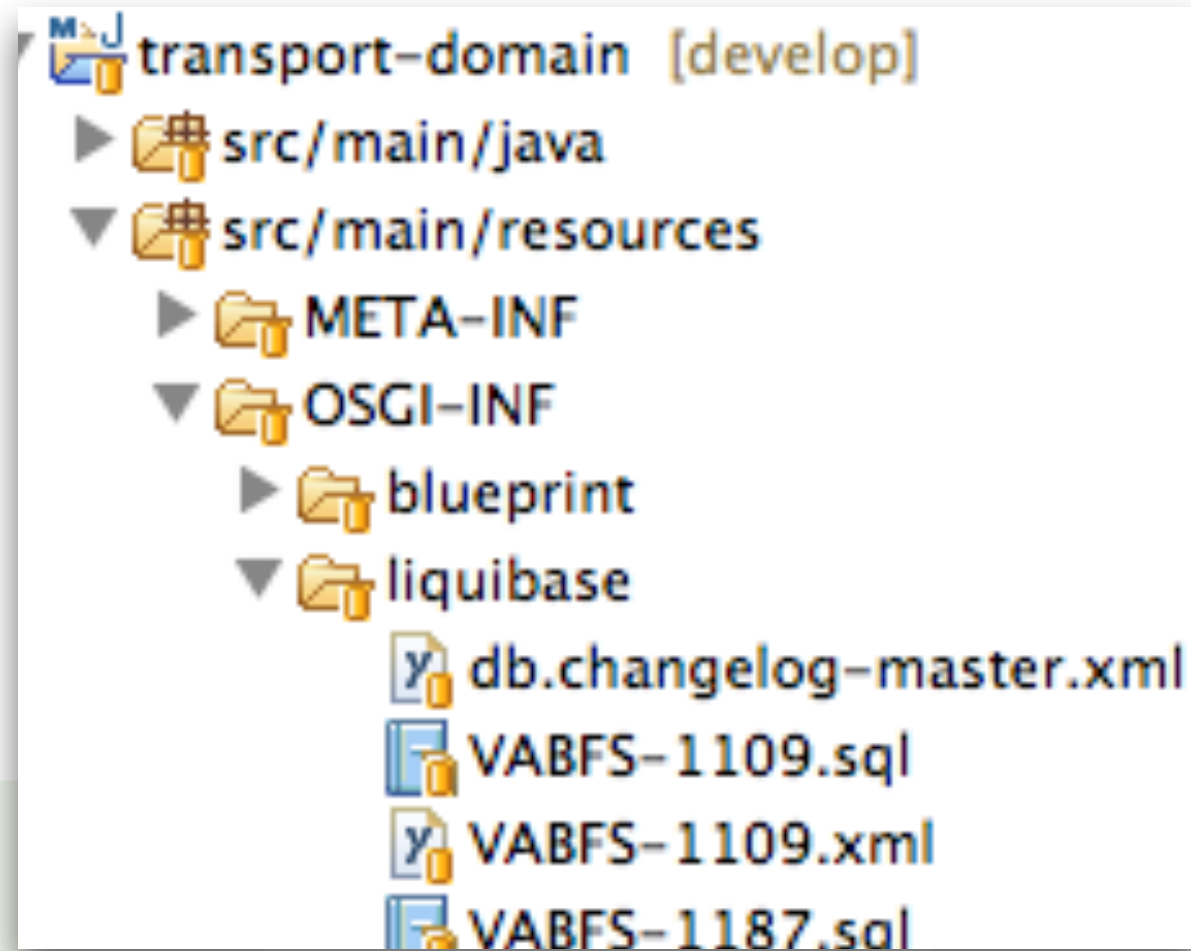 transport-domain [develop]
src/main/java
src/main/resources
META-INF
OSGI-INF
blueprint
liquibase
db.changelog-master.xml
VABFS-1109.sql
VABFS-1109.xml
VABFS-1187.sql